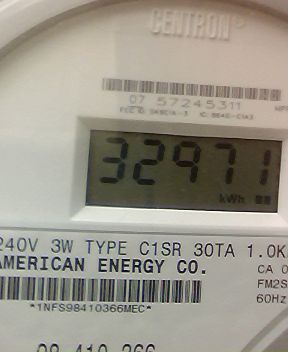 CENTRON®
07 57245311
32971
kWh
240V 3W TYPE C1SR 30TA 1.0K
AMERICAN ENERGY CO.
CA 0
FM2S
60Hz
*1NFS98410366MEC*